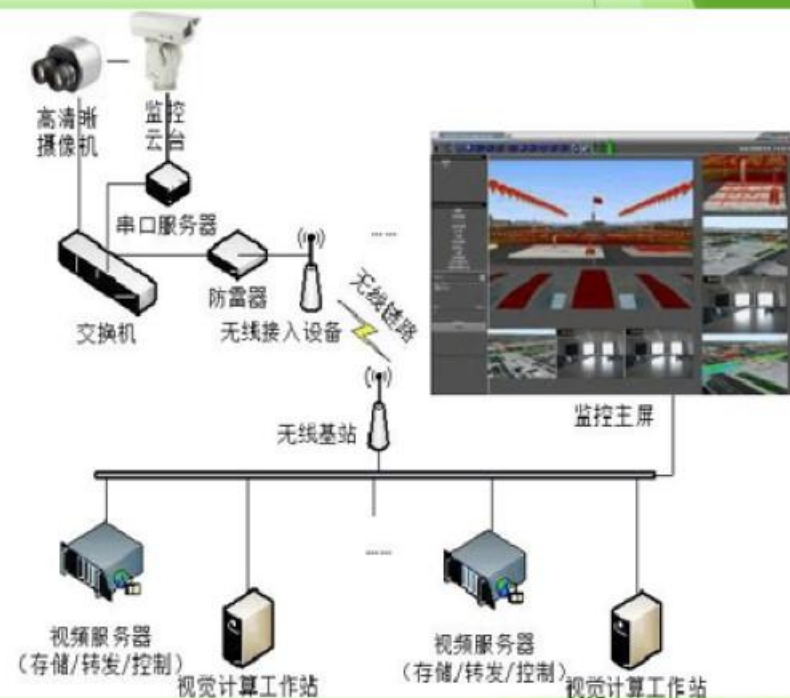 高清晰
摄像机
监控
云台
串口服务器
……
防雷器
无线链路
交换机
无线接入设备
监控主屏
无线基站
……
视频服务器
（存储/转发/控制）
视觉计算工作站
视频服务器
（存储/转发/控制）
视觉计算工作站